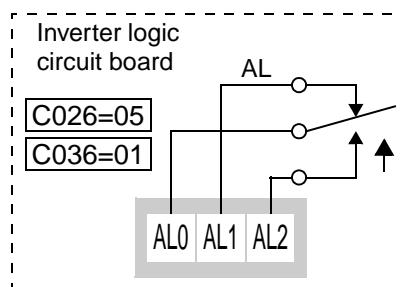 Inverter logic
circuit board
AL
C026=05
C036=01
AL0 AL1 AL2